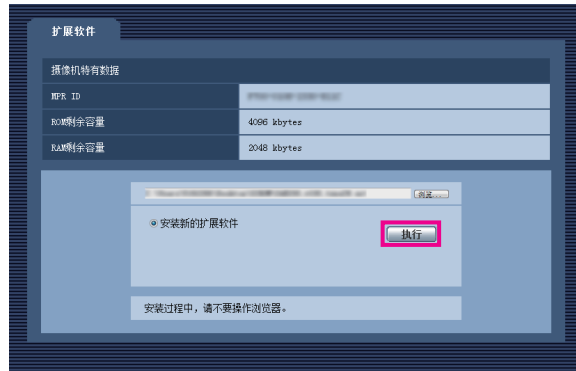 扩展软件
摄像机特有数据
MPR ID
ROM剩余容量 4096 kbytes
RAM剩余容量 2048 kbytes
浏览...
安装新的扩展软件
执行
安装过程中，请不要操作浏览器。